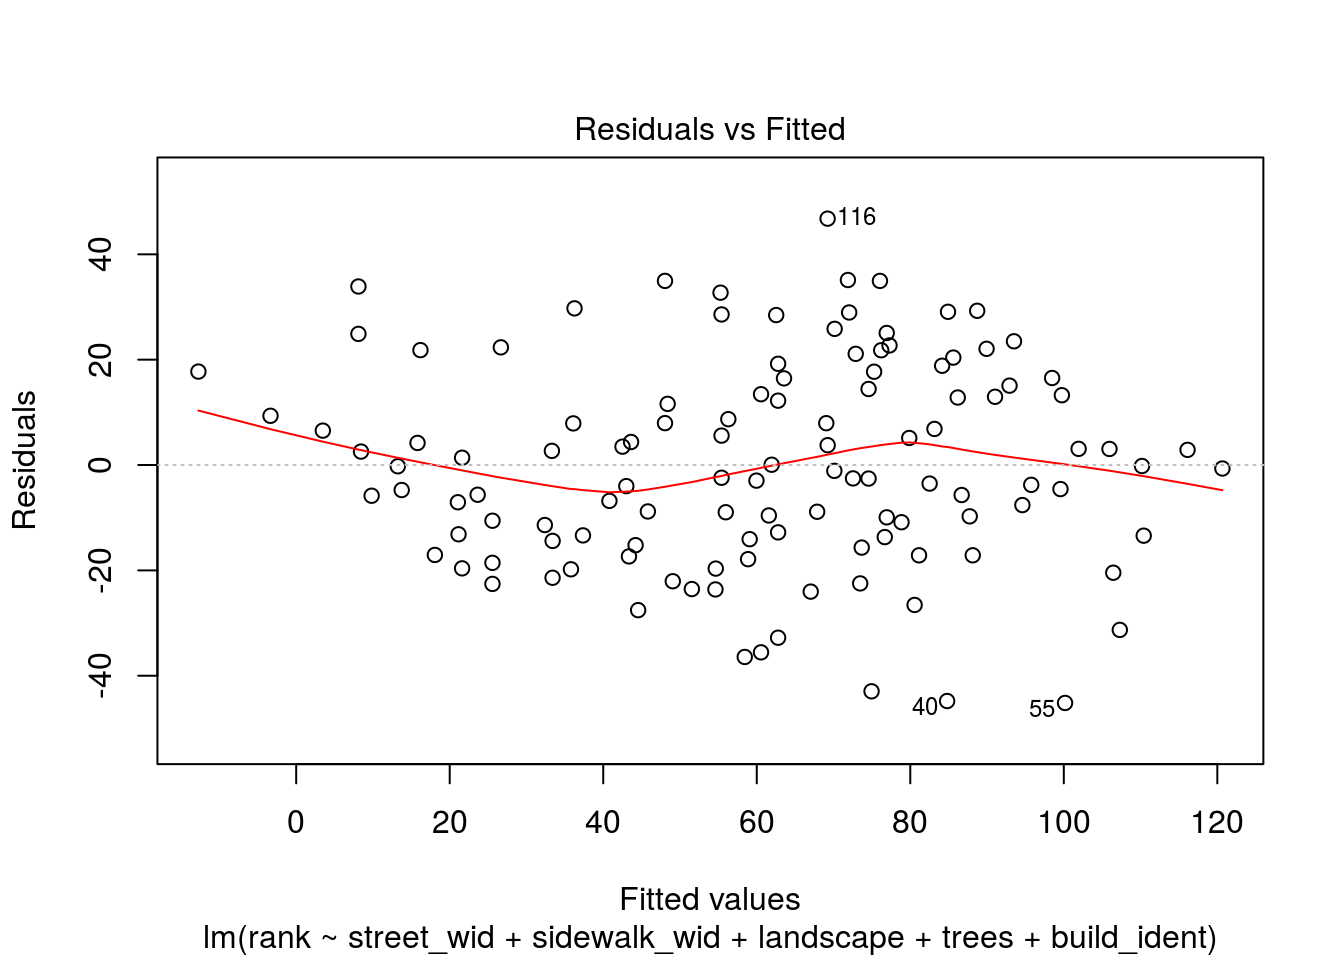 Residuals vs Fitted
116
40
55
Residuals
-40 -20 0 20 40
0 20 40 60 80 100 120
Fitted values
lm(rank ~ street_wid + sidewalk_wid + landscape + trees + build_ident)